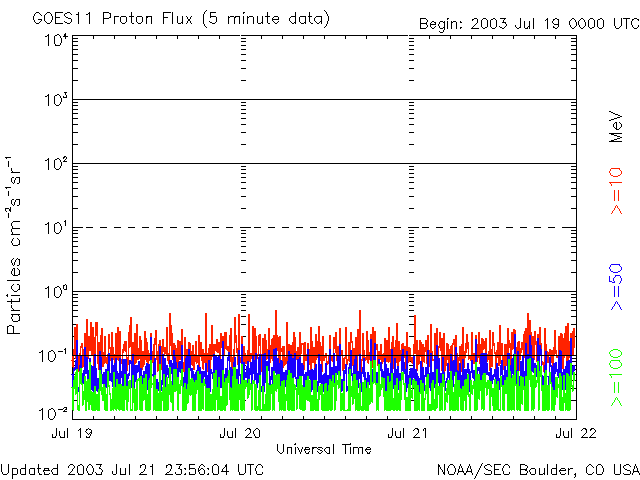 GOES11 Proton Flux (5 minute data)
Begin: 2003 Jul 19 0000 UTC
Particles cm⁻²s⁻¹sr⁻¹
10⁴
10³
10²
10¹
10⁰
10⁻¹
10⁻²
Jul 19 Jul 20 Jul 21 Jul 22
Universal Time
MeV
>=10
>=50
>=100
Updated 2003 Jul 21 23:56:04 UTC
NOAA/SEC Boulder, CO USA